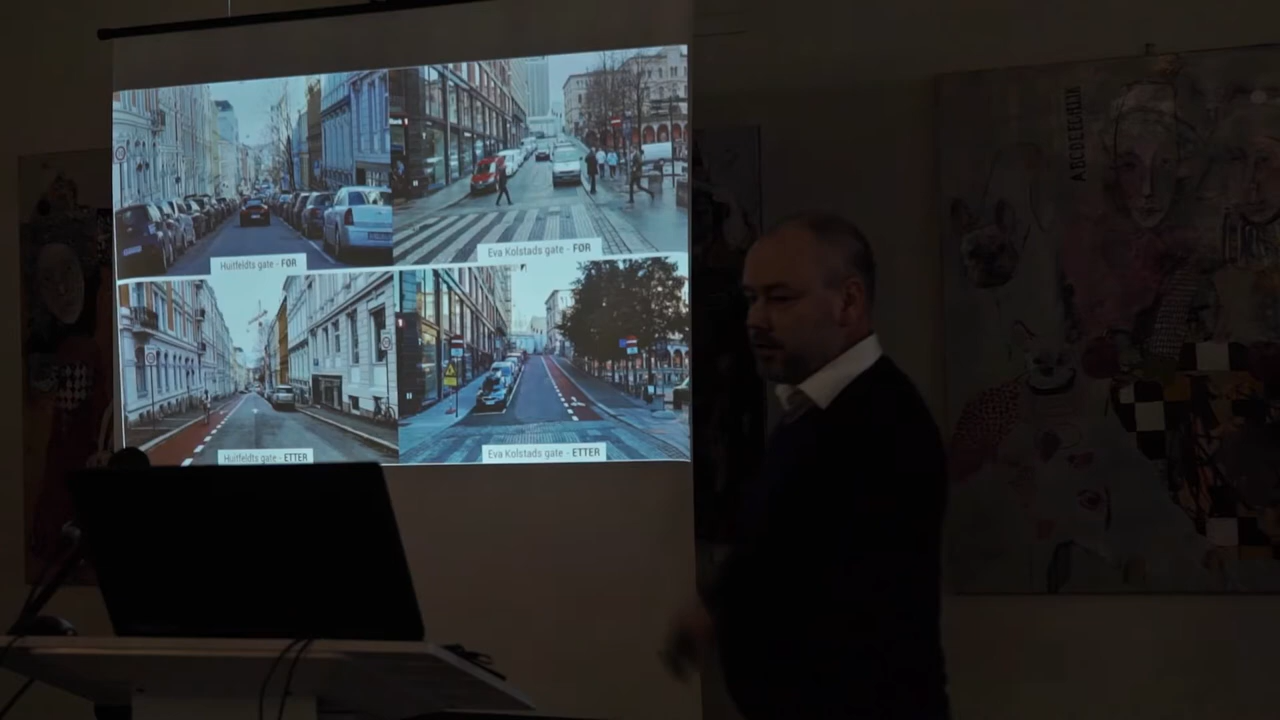 Huitfeldts gate - FØR
Eva Kolstads gate - FØR
Huitfeldts gate - ETTER
Eva Kolstads gate - ETTER